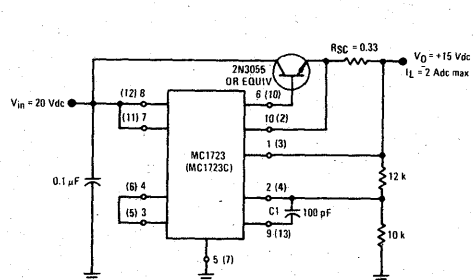 RSC = 0.33
VO = +15 Vdc
IL = 2 Adc max
2N3055
OR EQUIV
Vin = 20 Vdc
(12) 8
6 (10)
(11) 7
10 (2)
1 (3)
MC1723
(MC1723C)
12 k
0.1 µF
(6) 4
2 (4)
C1
100 pF
(5) 3
9 (13)
10 k
5 (7)